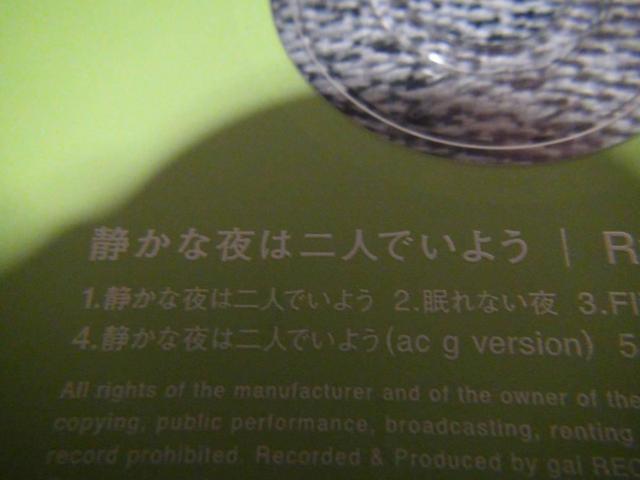 静かな夜は二人でいよう | R
1.静かな夜は二人でいよう 2.眠れない夜 3.Fl
4.静かな夜は二人でいよう(ac g version) 5
All rights of the manufacturer and of the owner of the
copying, public performance, broadcasting, renting
record prohibited. Recorded & Produced by gal REC